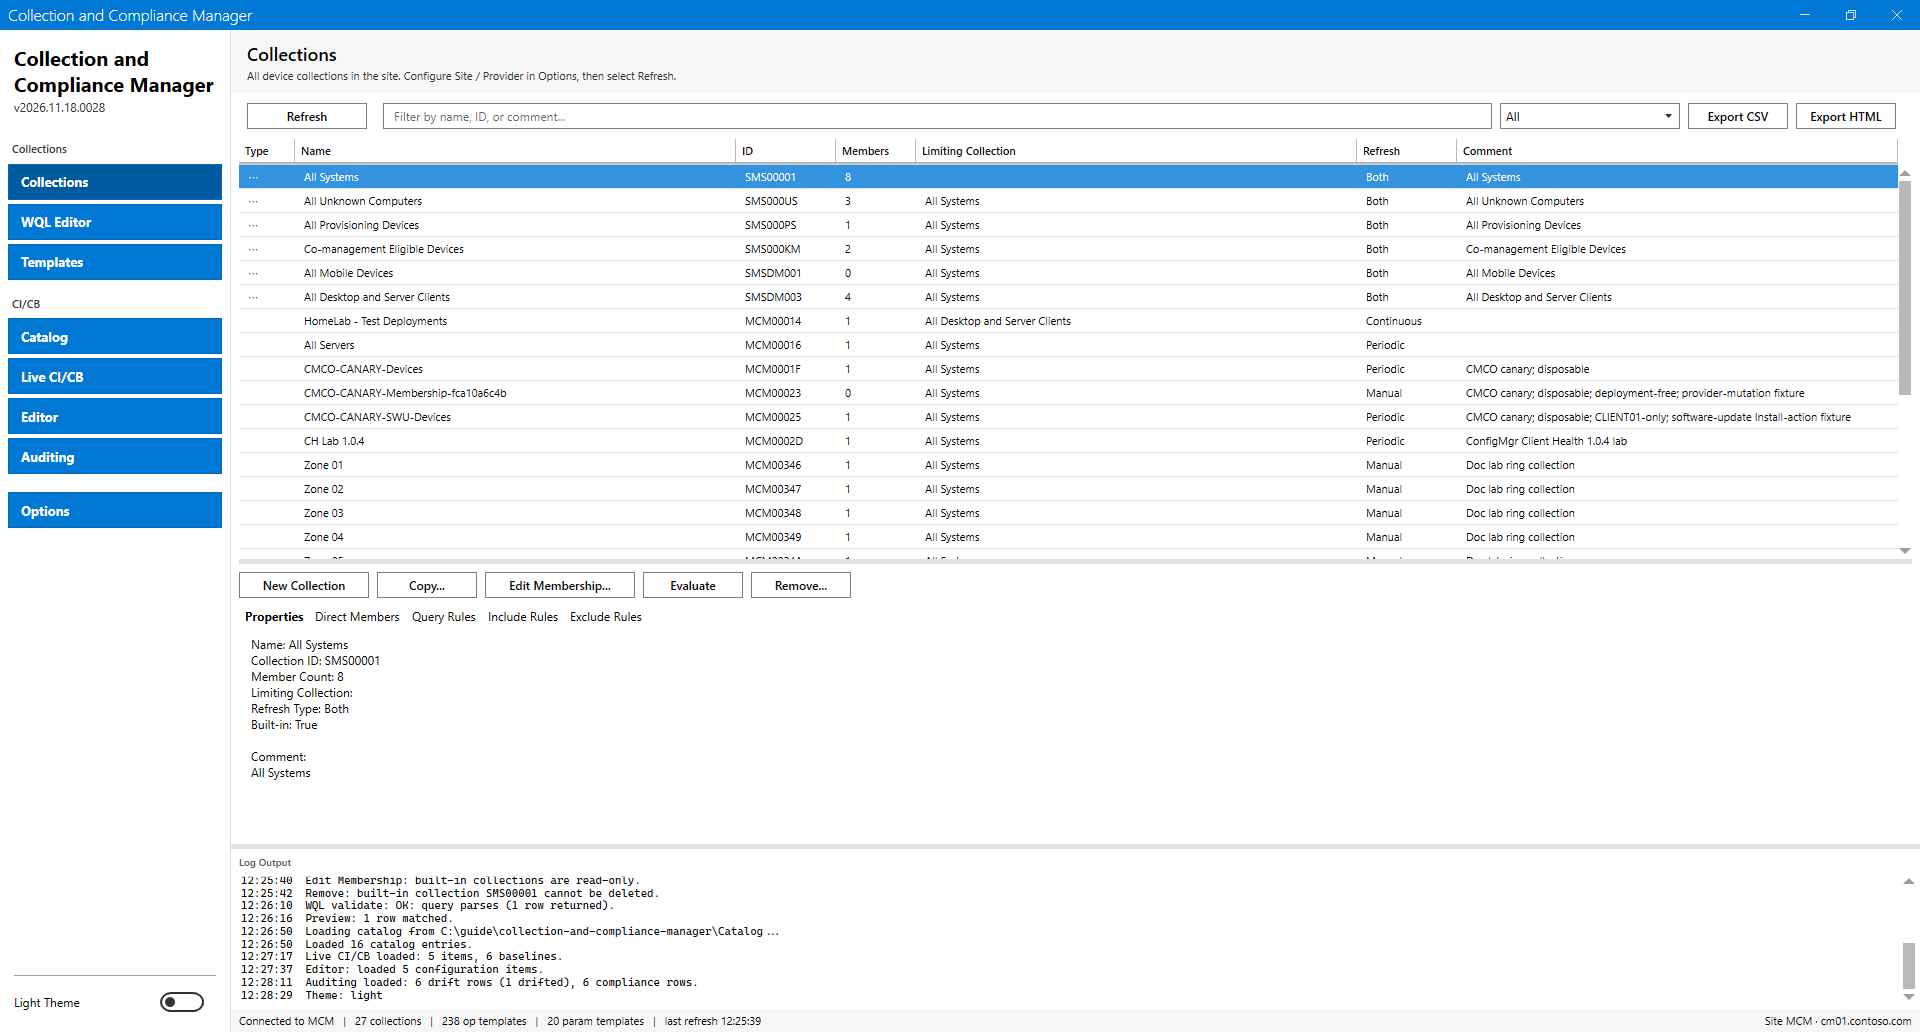 Collection and Compliance Manager
Collection and
Compliance Manager
v2026.11.18.0028
Collections
Collections
WQL Editor
Templates
CI/CB
Catalog
Live CI/CB
Editor
Auditing
Options
Light Theme
Collections
All device collections in the site. Configure Site / Provider in Options, then select Refresh.
Refresh Filter by name, ID, or comment... All Export CSV Export HTML
Type Name ID Members Limiting Collection Refresh Comment
... All Systems SMS00001 8 Both All Systems
... All Unknown Computers SMS000US 3 All Systems Both All Unknown Computers
... All Provisioning Devices SMS000PS 1 All Systems Both All Provisioning Devices
... Co-management Eligible Devices SMS000KM 2 All Systems Both Co-management Eligible Devices
... All Mobile Devices SMSDM001 0 All Systems Both All Mobile Devices
... All Desktop and Server Clients SMSDM003 4 All Systems Both All Desktop and Server Clients
HomeLab - Test Deployments MCM00014 1 All Desktop and Server Clients Continuous
All Servers MCM00016 1 All Systems Periodic
CMCO-CANARY-Devices MCM0001F 1 All Systems Periodic CMCO canary; disposable
CMCO-CANARY-Membership-fca10a6c4b MCM00023 0 All Systems Manual CMCO canary; disposable; deployment-free; provider-mutation fixture
CMCO-CANARY-SWU-Devices MCM00025 1 All Systems Periodic CMCO canary; disposable; CLIENT01-only; software-update Install-action fixture
CH Lab 1.0.4 MCM0002D 1 All Systems Periodic ConfigMgr Client Health 1.0.4 lab
Zone 01 MCM00346 1 All Systems Manual Doc lab ring collection
Zone 02 MCM00347 1 All Systems Manual Doc lab ring collection
Zone 03 MCM00348 1 All Systems Manual Doc lab ring collection
Zone 04 MCM00349 1 All Systems Manual Doc lab ring collection
New Collection Copy... Edit Membership... Evaluate Remove...
Properties Direct Members Query Rules Include Rules Exclude Rules
Name: All Systems
Collection ID: SMS00001
Member Count: 8
Limiting Collection:
Refresh Type: Both
Built-in: True
Comment:
All Systems
Log Output
12:25:40 Edit Membership: built-in collections are read-only.
12:25:42 Remove: built-in collection SMS00001 cannot be deleted.
12:26:10 WQL validate: OK: query parses (1 row returned).
12:26:16 Preview: 1 row matched.
12:26:50 Loading catalog from C:\guide\collection-and-compliance-manager\Catalog ...
12:26:50 Loaded 16 catalog entries.
12:27:17 Live CI/CB loaded: 5 items, 6 baselines.
12:27:37 Editor: loaded 5 configuration items.
12:28:11 Auditing loaded: 6 drift rows (1 drifted), 6 compliance rows.
12:28:29 Theme: light
Connected to MCM | 27 collections | 238 op templates | 20 param templates | last refresh 12:25:39
Site MCM · cm01.contoso.com